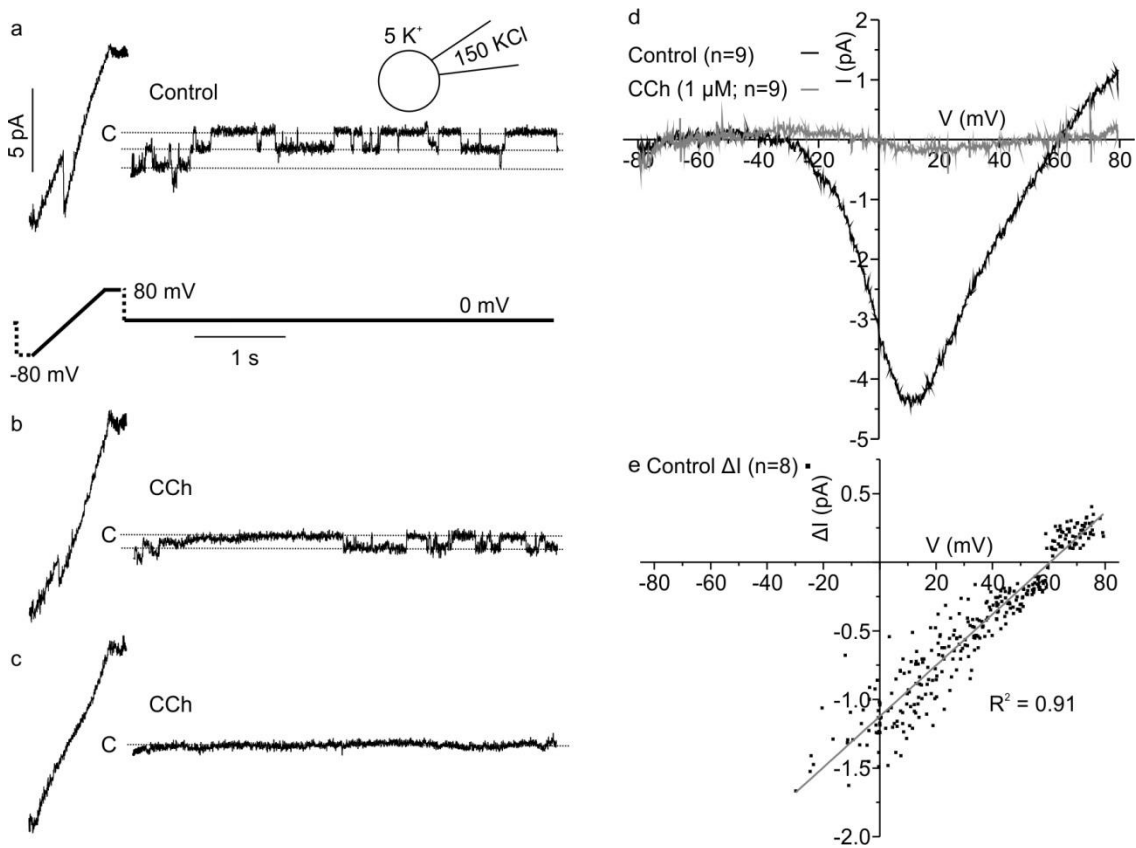 a
5 K⁺
150 KCl
Control
5 pA
C
80 mV
0 mV
-80 mV
1 s
b
CCh
C
c
CCh
C
d
Control (n=9)
CCh (1 µM; n=9)
I (pA)
V (mV)
2
1
-1
-2
-3
-4
-5
-80 -60 -40 -20 20 40 60 80
e Control ΔI (n=8)
ΔI (pA)
V (mV)
0.5
-0.5
-1.0
-1.5
-2.0
-80 -60 -40 -20 20 40 60 80
R² = 0.91